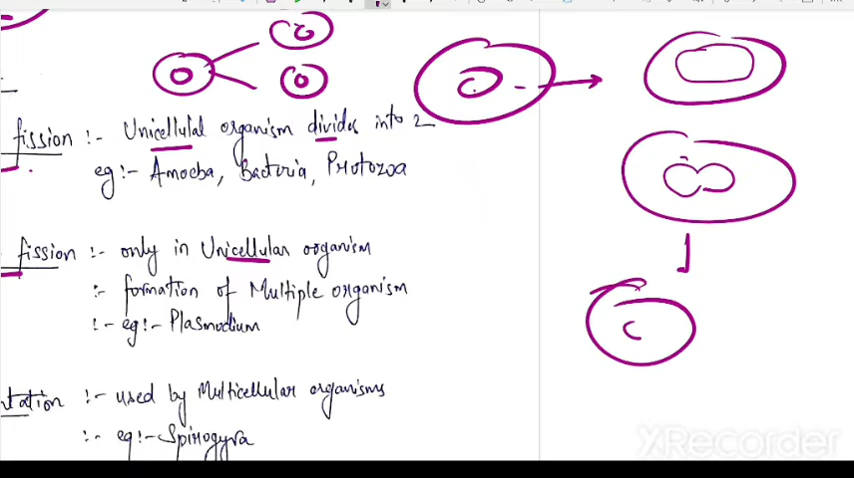 fission :- Unicellulal organism divides into 2
eg :- Amoeba, Bacteria, Protozoa
fission :- only in Unicellular organism
:- formation of Multiple organism
:- eg :- Plasmodium
ntation :- used by Multicellular organisms
:- eg :- Spirogyra
XRecorder